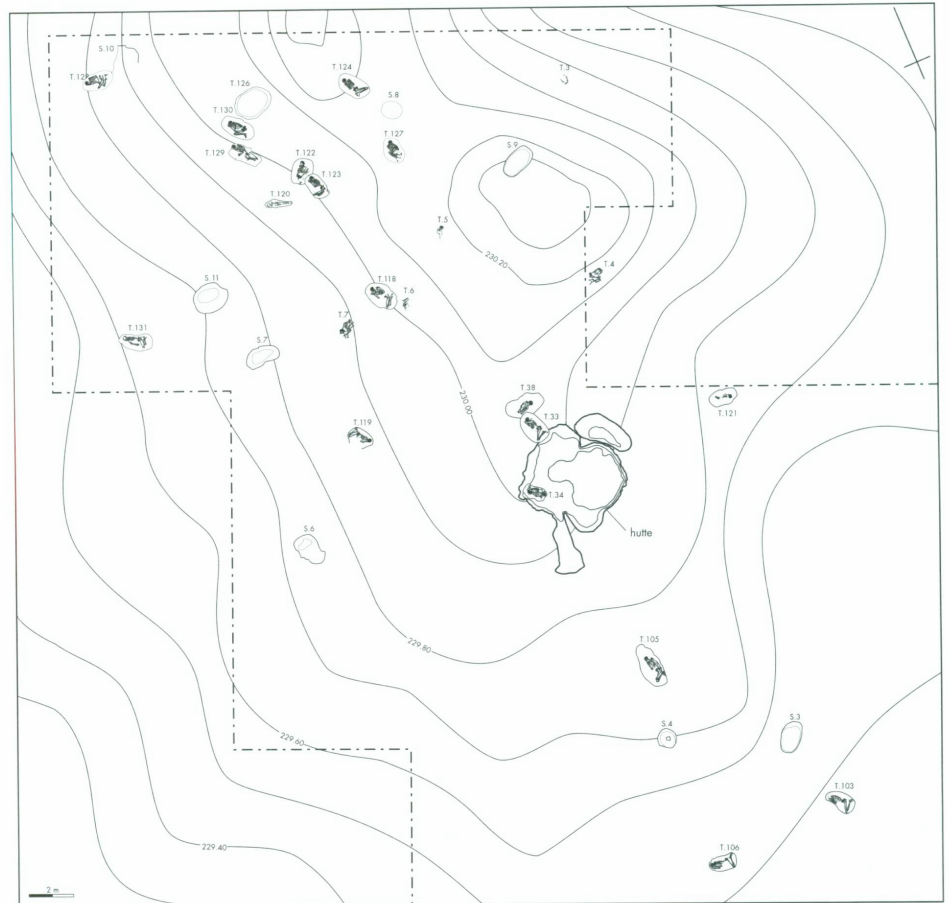 S.10
T.128
T.124
T.3
T.126
S.8
T.130
T.127
S.9
T.129
T.122
T.123
T.120
T.5
230.20
T.4
S.11
T.118
T.6
T.7
T.131
S.7
T.38
230.00
T.121
T.33
T.119
T.34
hutte
S.6
229.80
T.105
S.4
S.3
229.60
T.103
229.40
T.106
2 m